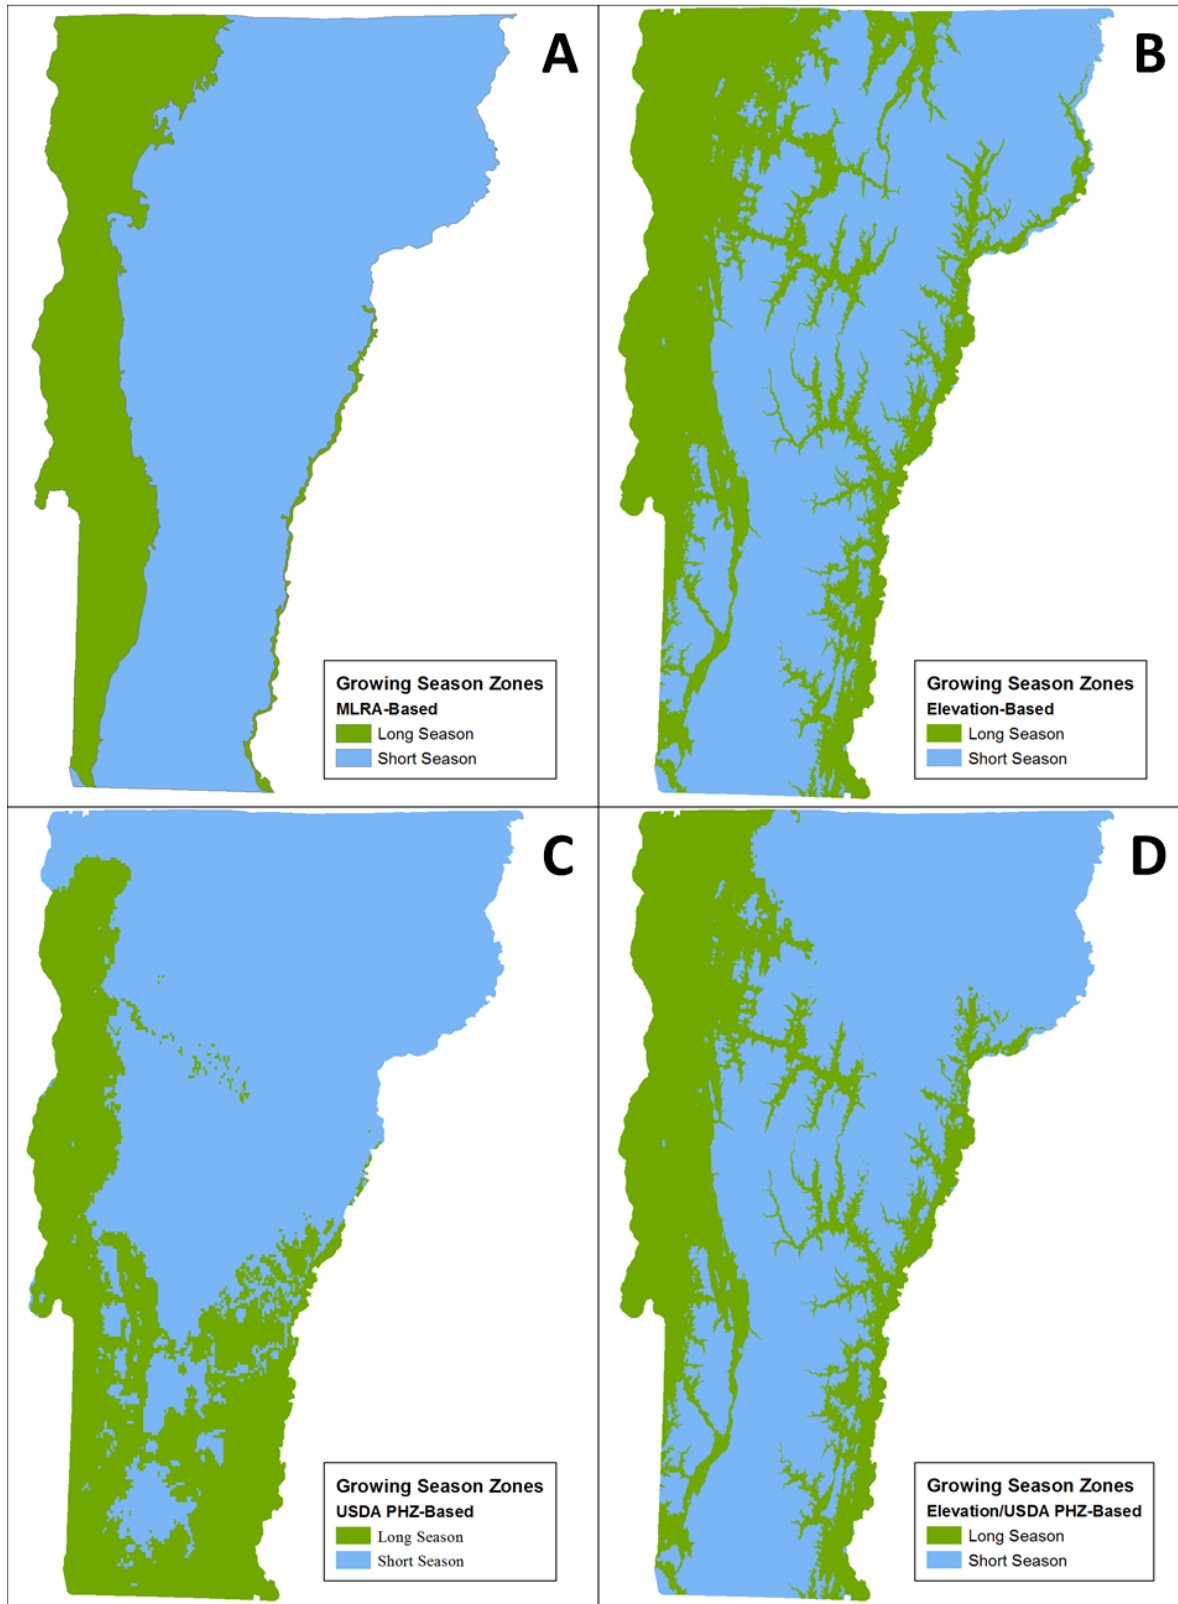 A
Growing Season Zones
MLRA-Based
Long Season
Short Season
B
Growing Season Zones
Elevation-Based
Long Season
Short Season
C
Growing Season Zones
USDA PHZ-Based
Long Season
Short Season
D
Growing Season Zones
Elevation/USDA PHZ-Based
Long Season
Short Season